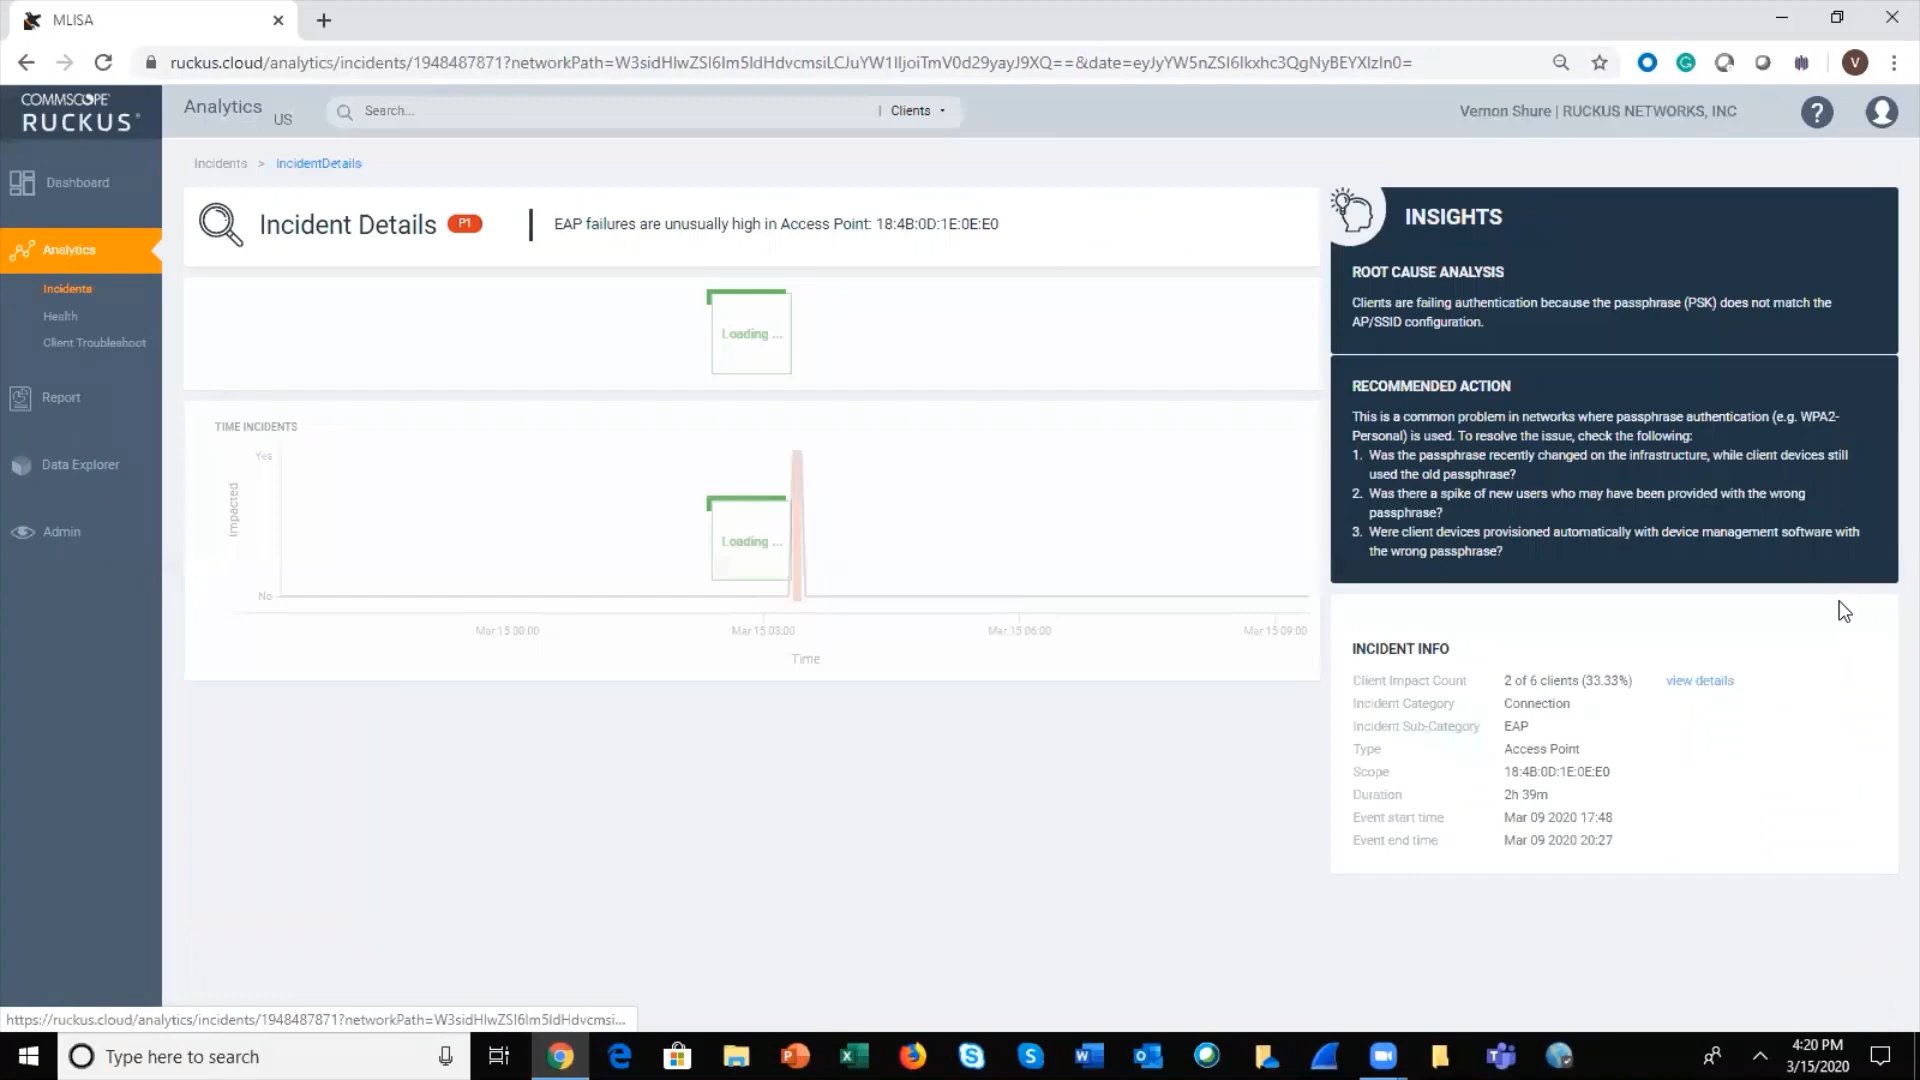 MLISA
ruckus.cloud/analytics/incidents/1948487871?networkPath=W3sidHlwZSI6Im5ldHdvcmsiLCJuYW1lIjoiTmV0d29yayJ9XQ==&date=eyJyYW5nZSI6Ikxhc3QgNyBEYXlzIn0=
V
COMMSCOPE
RUCKUS
Analytics
US
Search...
| Clients
Vernon Shure | RUCKUS NETWORKS, INC
?
Dashboard
Analytics
Incidents
Health
Client Troubleshoot
Report
Data Explorer
Admin
Incidents > IncidentDetails
Incident Details P1
EAP failures are unusually high in Access Point: 18:4B:0D:1E:0E:E0
Loading ...
TIME INCIDENTS
Yes
Impacted
Loading ...
No
Mar 15 00:00
Mar 15 03:00
Mar 15 06:00
Mar 15 09:00
Time
INSIGHTS
ROOT CAUSE ANALYSIS
Clients are failing authentication because the passphrase (PSK) does not match the
AP/SSID configuration.
RECOMMENDED ACTION
This is a common problem in networks where passphrase authentication (e.g. WPA2-
Personal) is used. To resolve the issue, check the following:
1. Was the passphrase recently changed on the infrastructure, while client devices still
used the old passphrase?
2. Was there a spike of new users who may have been provided with the wrong
passphrase?
3. Were client devices provisioned automatically with device management software with
the wrong passphrase?
INCIDENT INFO
Client Impact Count 2 of 6 clients (33.33%) view details
Incident Category Connection
Incident Sub-Category EAP
Type Access Point
Scope 18:4B:0D:1E:0E:E0
Duration 2h 39m
Event start time Mar 09 2020 17:48
Event end time Mar 09 2020 20:27
https://ruckus.cloud/analytics/incidents/1948487871?networkPath=W3sidHlwZSI6Im5ldHdvcmsi...
Type here to search
4:20 PM
3/15/2020